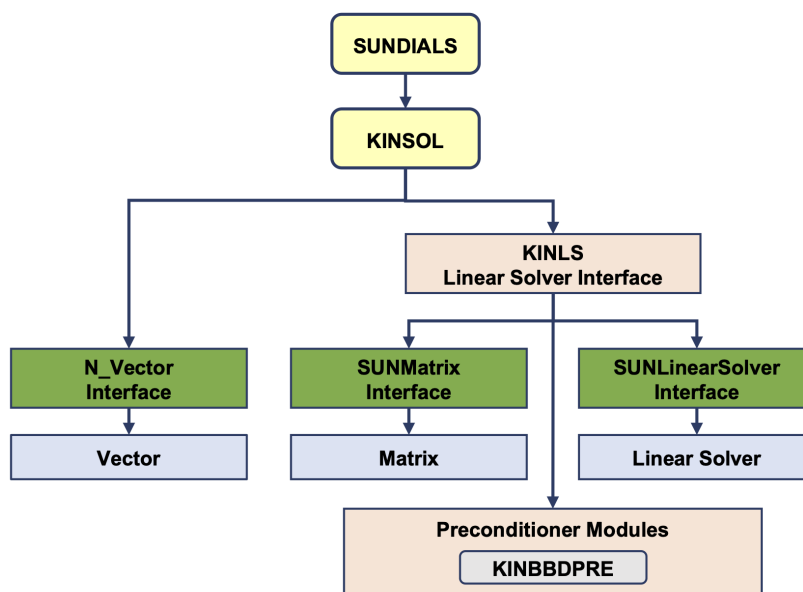 SUNDIALS
KINSOL
KINLS
Linear Solver Interface
N_Vector
Interface
SUNMatrix
Interface
SUNLinearSolver
Interface
Vector
Matrix
Linear Solver
Preconditioner Modules
KINBBDPRE